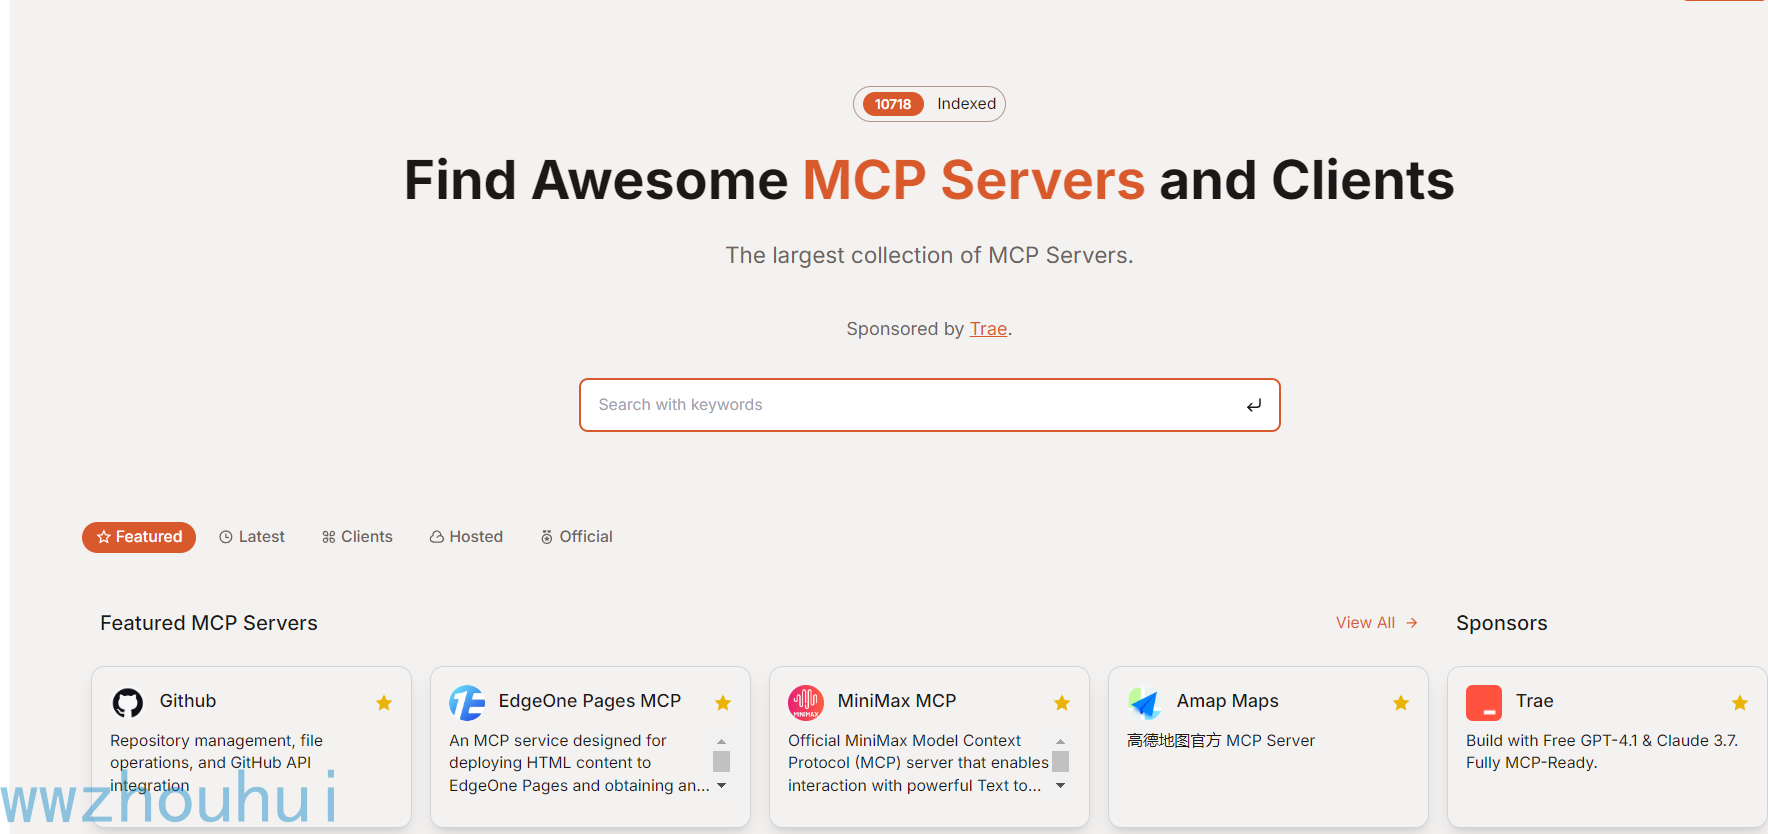 10718 Indexed
Find Awesome MCP Servers and Clients
The largest collection of MCP Servers.
Sponsored by Trae.
Search with keywords
Featured Latest Clients Hosted Official
Featured MCP Servers
View All →
Sponsors
Github
Repository management, file
operations, and GitHub API
integration
EdgeOne Pages MCP
An MCP service designed for
deploying HTML content to
EdgeOne Pages and obtaining an...
MINIMAX
MiniMax MCP
Official MiniMax Model Context
Protocol (MCP) server that enables
interaction with powerful Text to...
Amap Maps
高德地图官方 MCP Server
Trae
Build with Free GPT-4.1 & Claude 3.7.
Fully MCP-Ready.
wwzhouhui